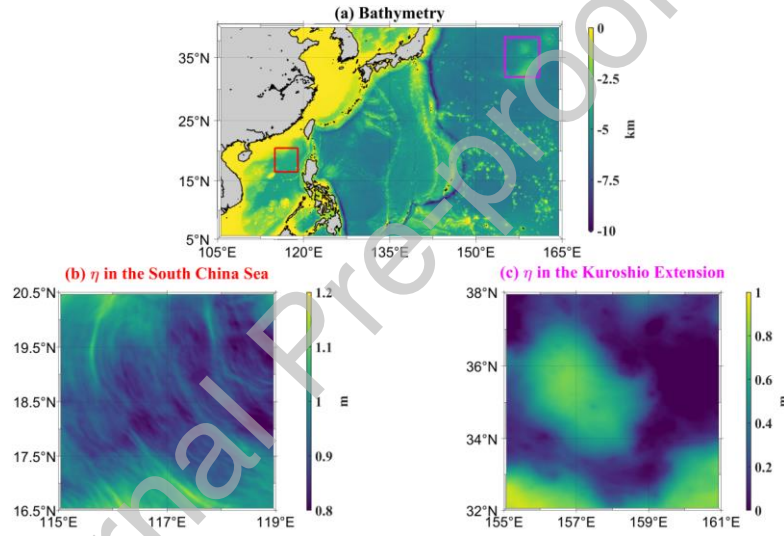 (a) Bathymetry
35°N
25°N
15°N
5°N
105°E 120°E 135°E 150°E 165°E
0
-2.5
-5
-7.5
-10
km
(b) η in the South China Sea
20.5°N
19.5°N
18.5°N
17.5°N
16.5°N
115°E 117°E 119°E
1.2
1.1
1
0.9
0.8
m
(c) η in the Kuroshio Extension
38°N
36°N
34°N
32°N
155°E 157°E 159°E 161°E
1
0.8
0.6
0.4
0.2
0
m
rnal Pre-proof